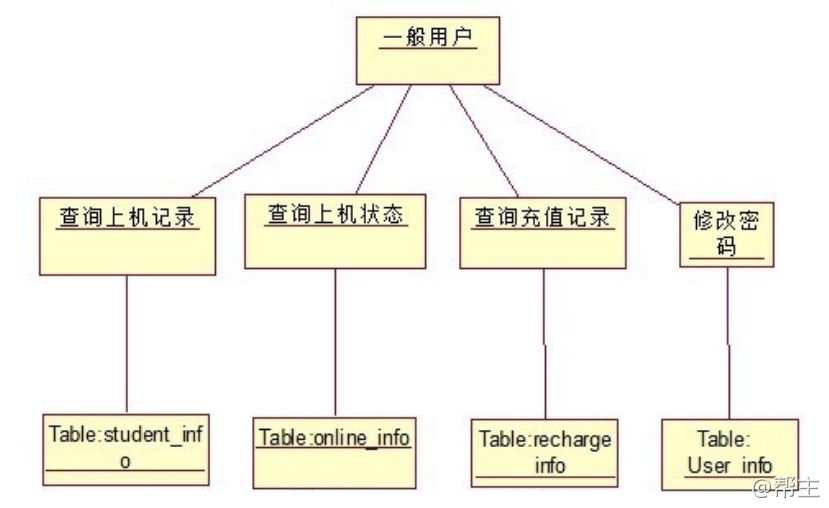 一般用户
查询上机记录
查询上机状态
查询充值记录
修改密
码
Table:student_inf
o
Table:online_info
Table:recharge
info
Table:
User_info
@帮主